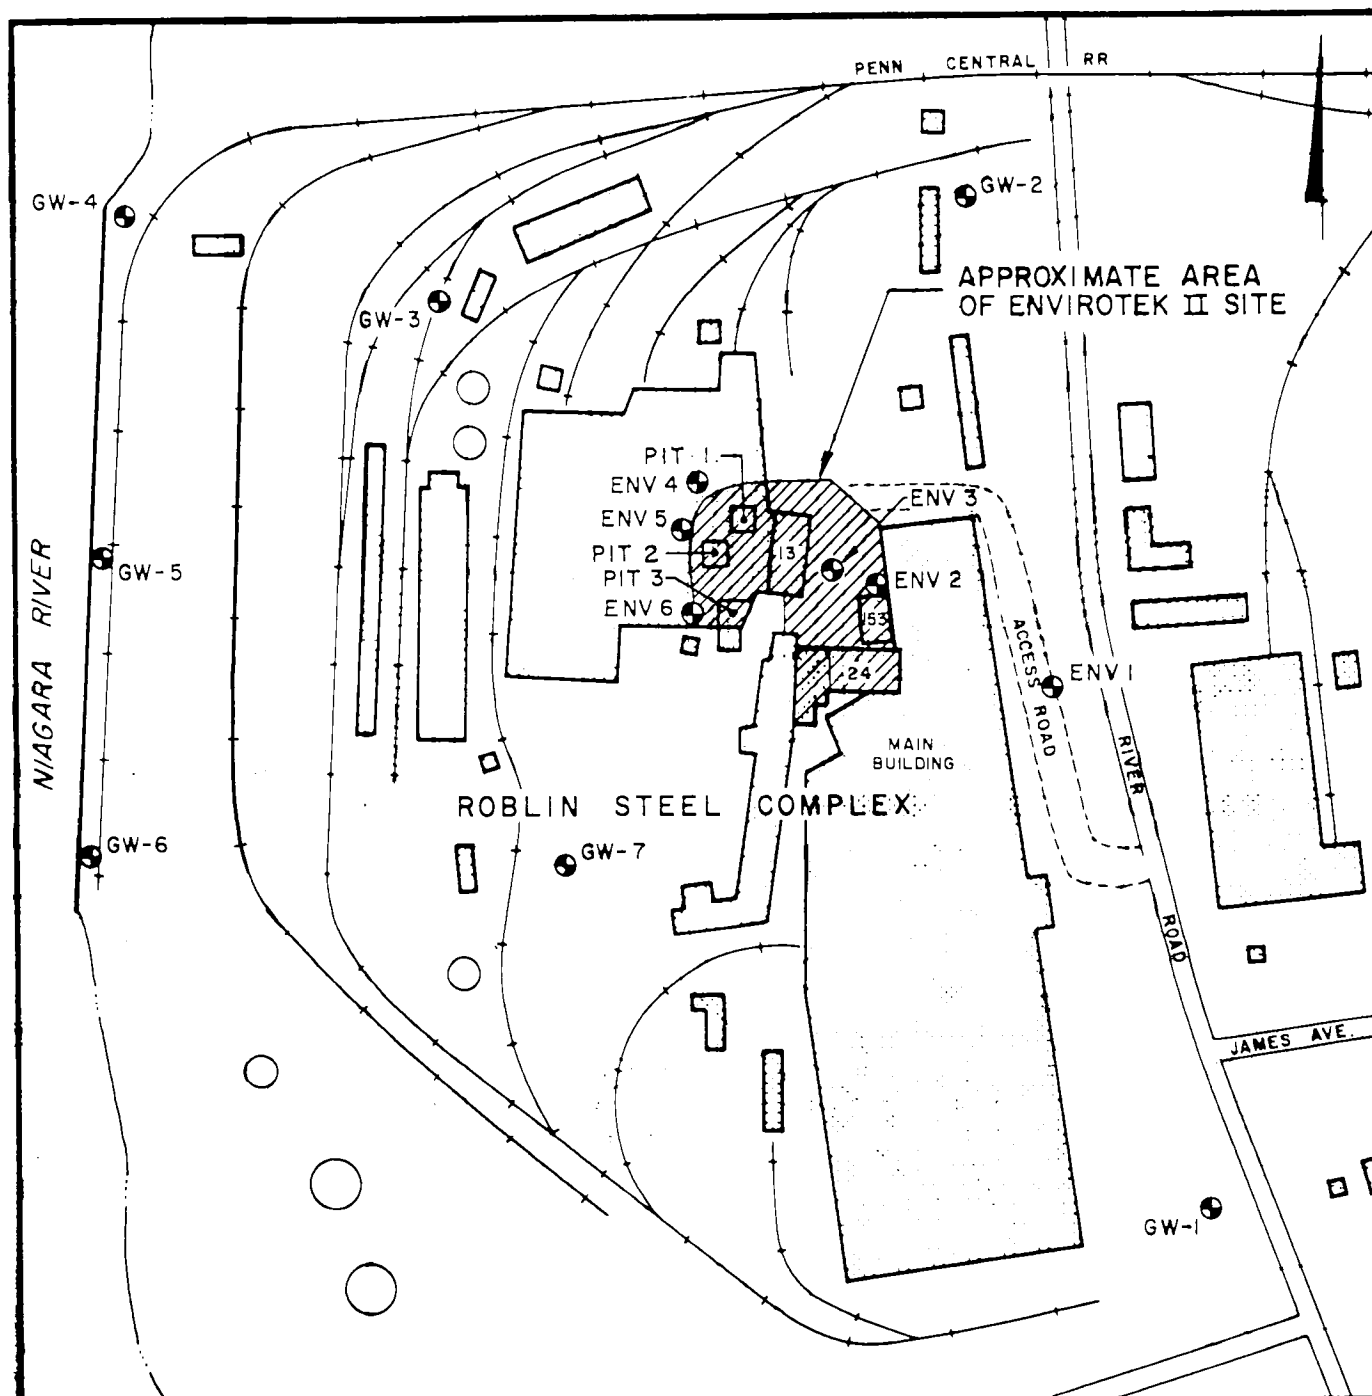 PENN CENTRAL RR
GW-4
GW-2
APPROXIMATE AREA
OF ENVIROTEK II SITE
GW-3
PIT 1
ENV 4
ENV 3
ENV 5
PIT 2
13
PIT 3
ENV 2
ENV 6
153
GW-5
NIAGARA RIVER
24
ACCESS ROAD
ENV 1
MAIN
BUILDING
RIVER ROAD
ROBLIN STEEL COMPLEX
GW-6
GW-7
JAMES AVE.
GW-1